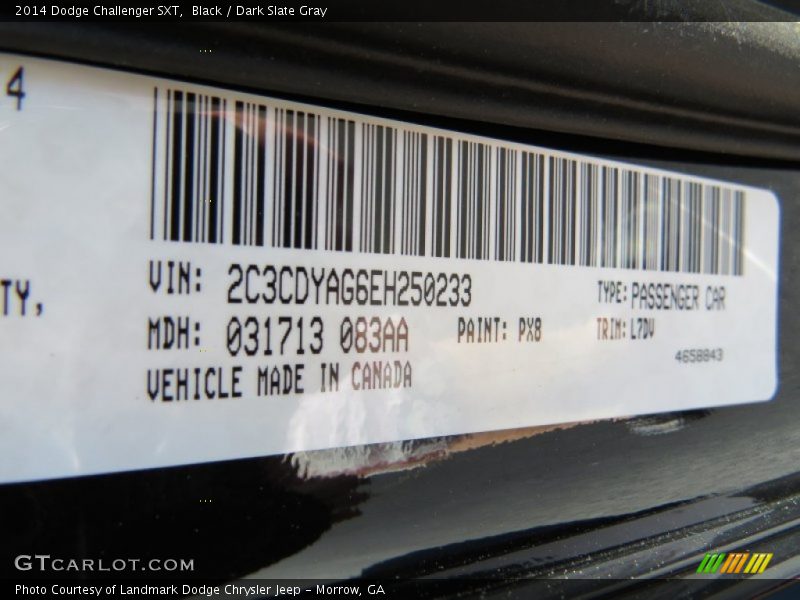 2014 Dodge Challenger SXT,  Black / Dark Slate Gray
4
TY,
VIN: 2C3CDYAG6EH250233 TYPE: PASSENGER CAR
MDH: 031713 083AA PAINT: PX8 TRIM: L7DV
4658843
VEHICLE MADE IN CANADA
GTCARLOT.COM
Photo Courtesy of Landmark Dodge Chrysler Jeep - Morrow, GA